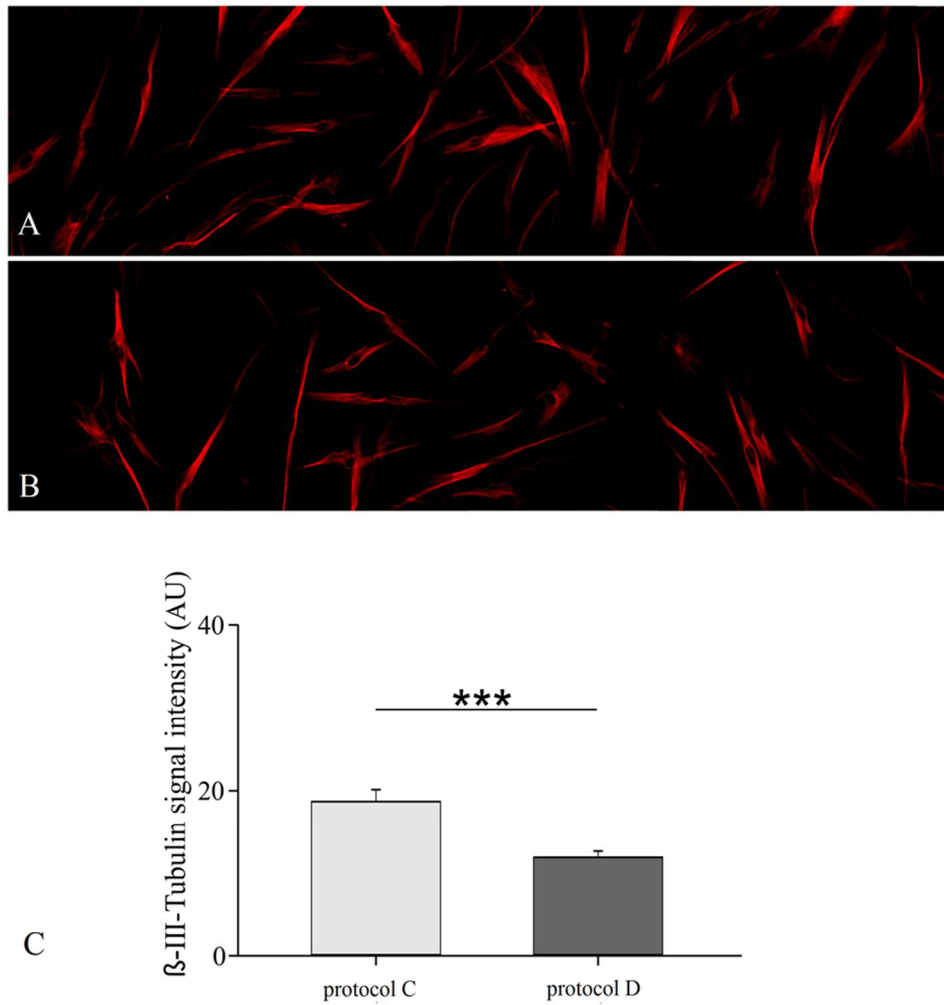 A
B
ß-III-Tubulin signal intensity (AU)
40
***
20
0
C
protocol C
protocol D